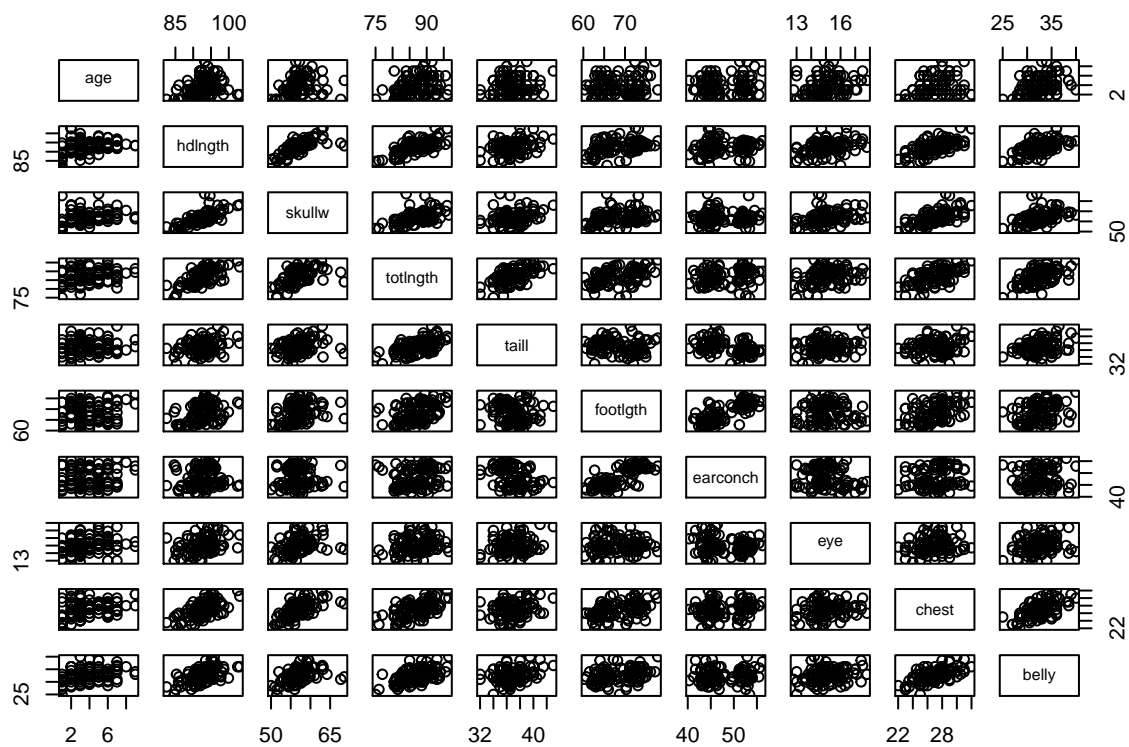 85 100 75 90 60 70 13 16 25 35
age 2
85 hdlngth
skullw 50
75 totlngth
taill 32
60 footlgth
earconch 40
13 eye
chest 22
25 belly
2 6 50 65 32 40 40 50 22 28